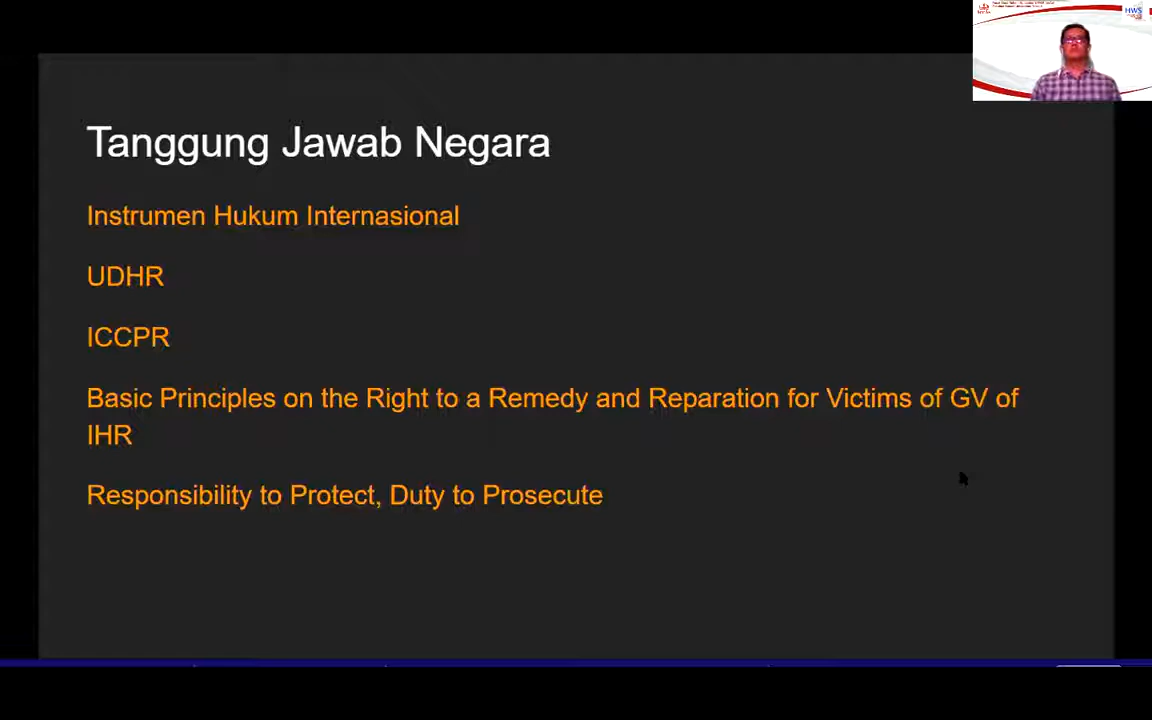 HWS
Tanggung Jawab Negara
Instrumen Hukum Internasional
UDHR
ICCPR
Basic Principles on the Right to a Remedy and Reparation for Victims of GV of
IHR
Responsibility to Protect, Duty to Prosecute